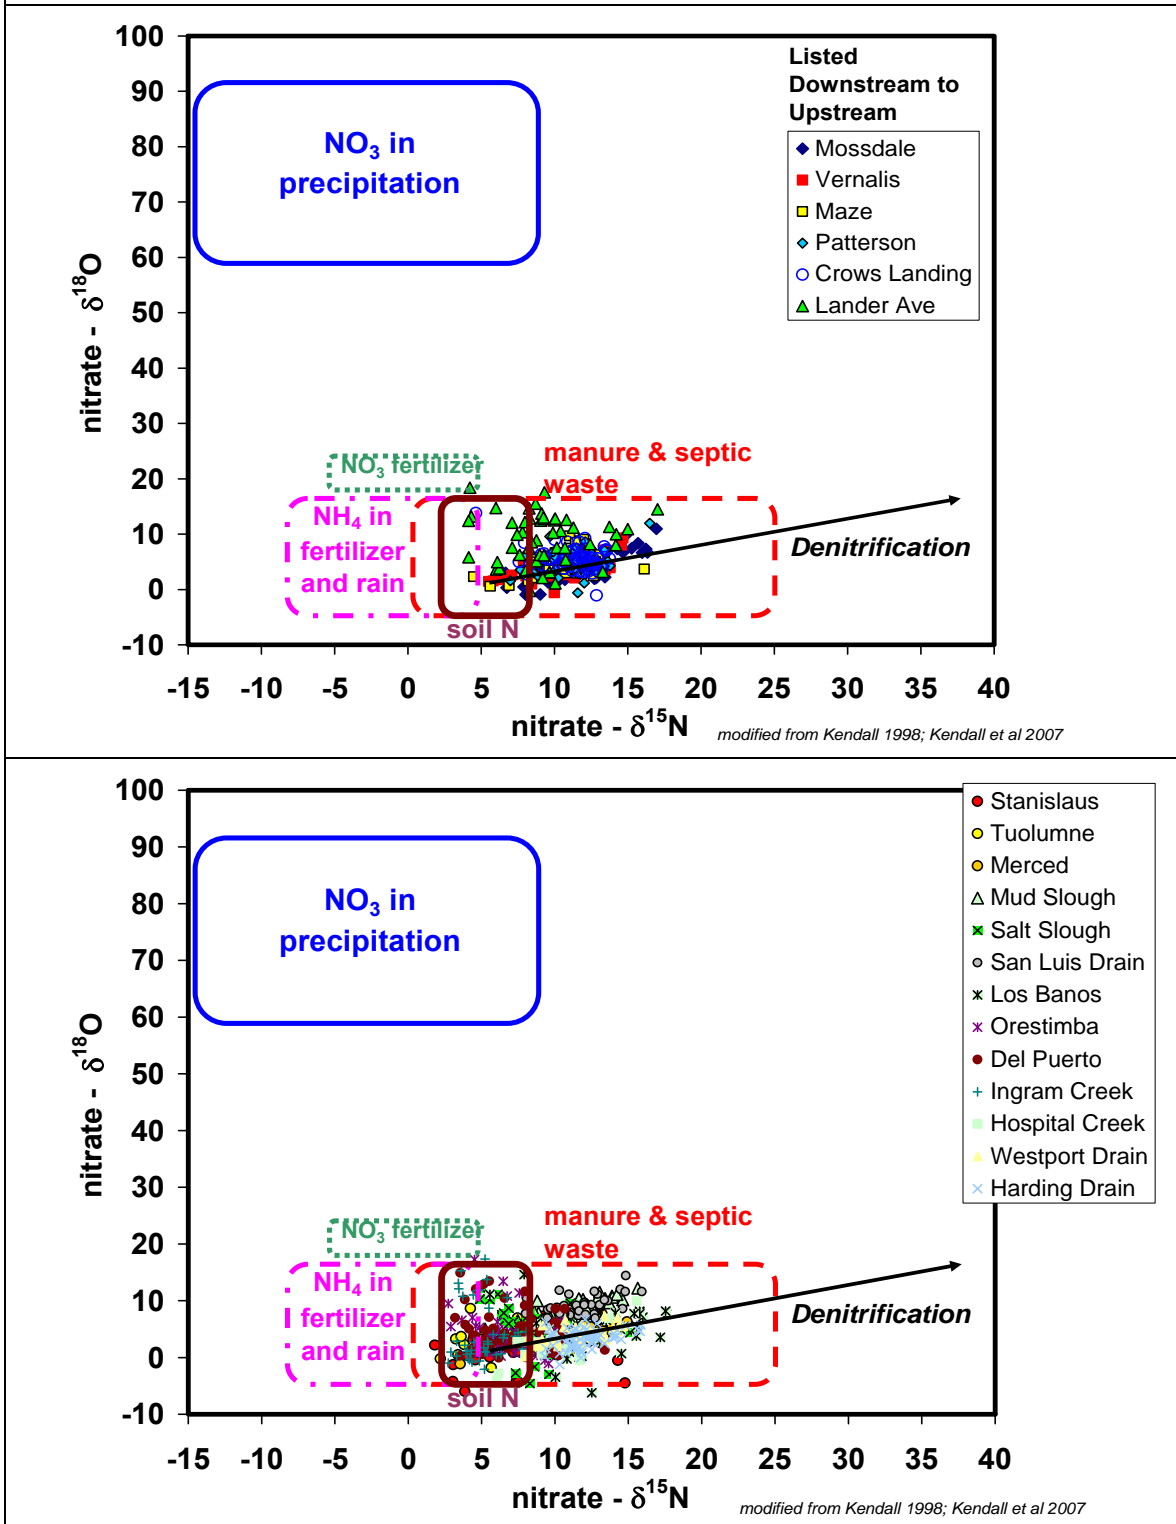 100
90
80
70
60
50
40
30
20
10
0
-10
nitrate - δ18O
NO3 in
precipitation
Listed
Downstream to
Upstream
Mossdale
Vernalis
Maze
Patterson
Crows Landing
Lander Ave
NO3 fertilizer
manure & septic
waste
NH4 in
fertilizer
and rain
Denitrification
soil N
-15 -10 -5 0 5 10 15 20 25 30 35 40
nitrate - δ15N
modified from Kendall 1998; Kendall et al 2007
100
90
80
70
60
50
40
30
20
10
0
-10
nitrate - δ18O
NO3 in
precipitation
Stanislaus
Tuolumne
Merced
Mud Slough
Salt Slough
San Luis Drain
Los Banos
Orestimba
Del Puerto
Ingram Creek
Hospital Creek
Westport Drain
Harding Drain
NO3 fertilizer
manure & septic
waste
NH4 in
fertilizer
and rain
Denitrification
soil N
-15 -10 -5 0 5 10 15 20 25 30 35 40
nitrate - δ15N
modified from Kendall 1998; Kendall et al 2007